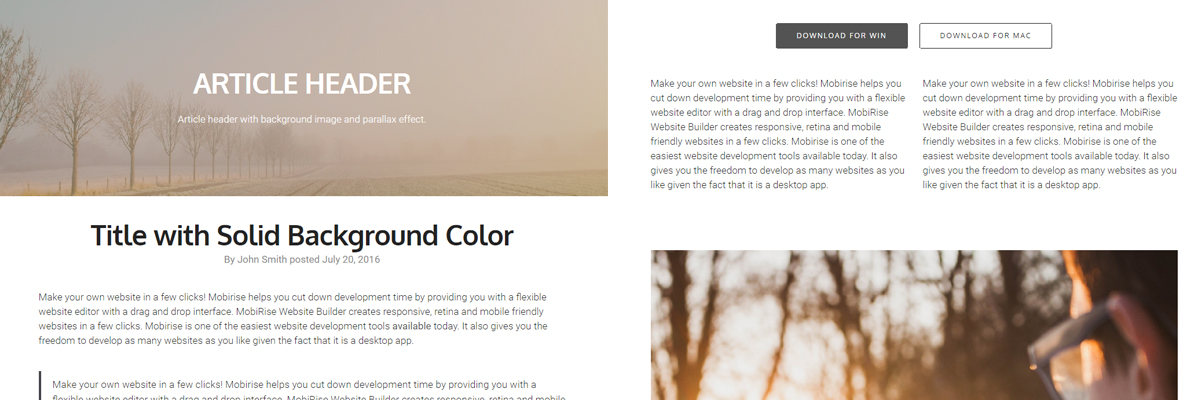 ARTICLE HEADER
Article header with background image and parallax effect.
Title with Solid Background Color
By John Smith posted July 20, 2016
Make your own website in a few clicks! Mobirise helps you cut down development time by providing you with a flexible
website editor with a drag and drop interface. MobiRise Website Builder creates responsive, retina and mobile friendly
websites in a few clicks. Mobirise is one of the easiest website development tools available today. It also gives you the
freedom to develop as many websites as you like given the fact that it is a desktop app.
Make your own website in a few clicks! Mobirise helps you cut down development time by providing you with a
flexible website editor with a drag and drop interface. MobiRise Website Builder creates responsive, retina and mobile
DOWNLOAD FOR WIN
DOWNLOAD FOR MAC
Make your own website in a few clicks! Mobirise helps you
cut down development time by providing you with a flexible
website editor with a drag and drop interface. MobiRise
Website Builder creates responsive, retina and mobile
friendly websites in a few clicks. Mobirise is one of the
easiest website development tools available today. It also
gives you the freedom to develop as many websites as you
like given the fact that it is a desktop app.
Make your own website in a few clicks! Mobirise helps you
cut down development time by providing you with a flexible
website editor with a drag and drop interface. MobiRise
Website Builder creates responsive, retina and mobile
friendly websites in a few clicks. Mobirise is one of the
easiest website development tools available today. It also
gives you the freedom to develop as many websites as you
like given the fact that it is a desktop app.